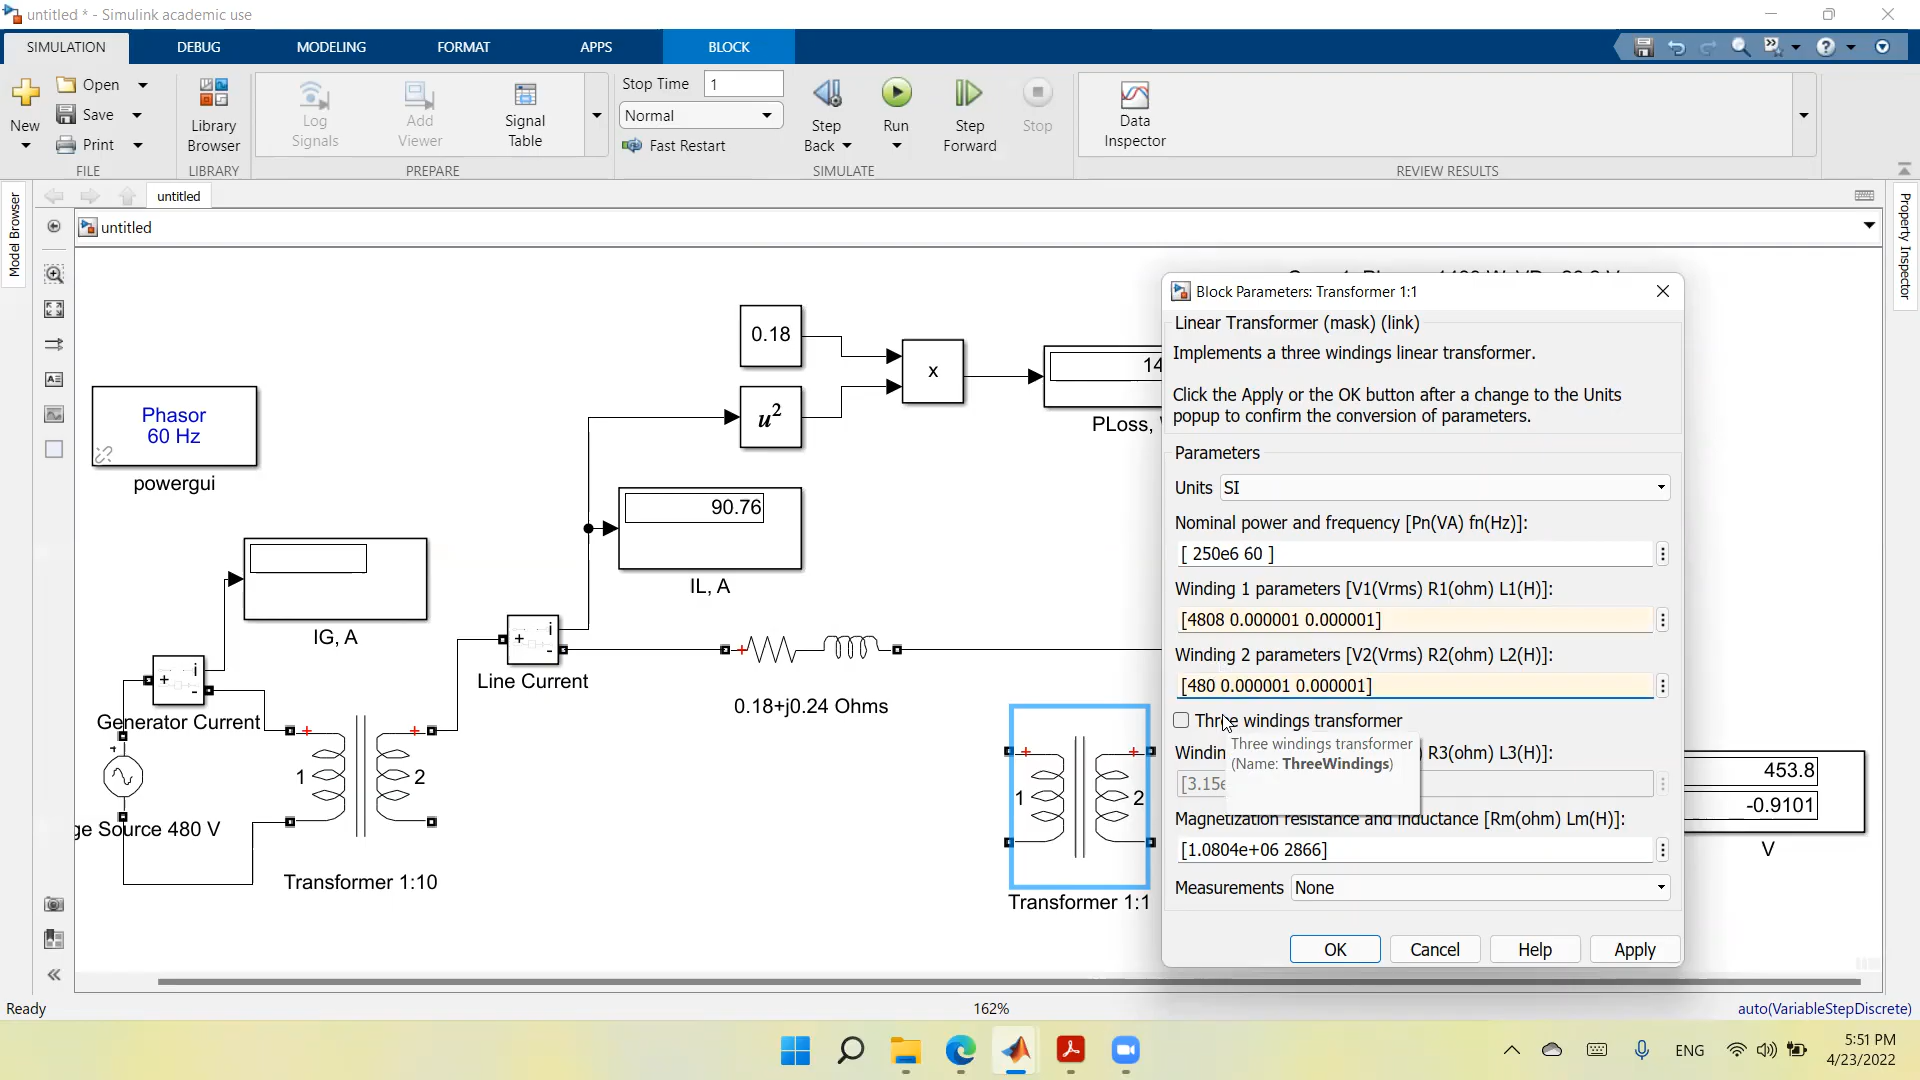 untitled * - Simulink academic use
SIMULATION
DEBUG
MODELING
FORMAT
APPS
BLOCK
New
Open
Save
Print
FILE
Library
Browser
LIBRARY
Log
Signals
Add
Viewer
Signal
Table
PREPARE
Stop Time
1
Normal
Fast Restart
Step
Back
Run
Step
Forward
Stop
SIMULATE
Data
Inspector
REVIEW RESULTS
Model Browser
untitled
untitled
Property Inspector
Phasor
60 Hz
powergui
IG, A
i
+
-
Generator Current
ge Source 480 V
+
+
1
2
Transformer 1:10
i
+
-
Line Current
0.18
u2
x
90.76
IL, A
14
PLoss,
+
0.18+j0.24 Ohms
+
+
1
2
Transformer 1:1
453.8
-0.9101
V
Block Parameters: Transformer 1:1
Linear Transformer (mask) (link)
Implements a three windings linear transformer.
Click the Apply or the OK button after a change to the Units
popup to confirm the conversion of parameters.
Parameters
Units SI
Nominal power and frequency [Pn(VA) fn(Hz)]:
[ 250e6 60 ]
Winding 1 parameters [V1(Vrms) R1(ohm) L1(H)]:
[4808 0.000001 0.000001]
Winding 2 parameters [V2(Vrms) R2(ohm) L2(H)]:
[480 0.000001 0.000001]
Three windings transformer
Three windings transformer
(Name: ThreeWindings)
R3(ohm) L3(H)]:
[3.15e
Magnetization resistance and inductance [Rm(ohm) Lm(H)]:
[1.0804e+06 2866]
Measurements None
OK
Cancel
Help
Apply
Ready
162%
auto(VariableStepDiscrete)
ENG
5:51 PM
4/23/2022